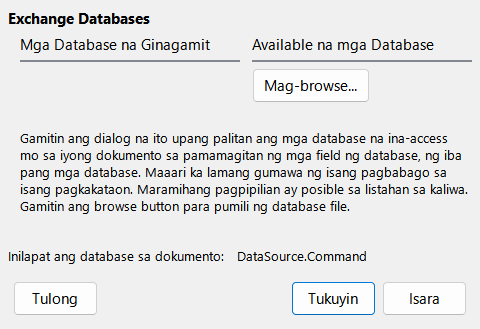 Exchange Databases
Mga Database na Ginagamit
Available na mga Database
Mag-browse...
Gamitin ang dialog na ito upang palitan ang mga database na ina-access
mo sa iyong dokumento sa pamamagitan ng mga field ng database, ng iba
pang mga database. Maaari ka lamang gumawa ng isang pagbabago sa
isang pagkakataon. Maramihang pagpipilian ay posible sa listahan sa kaliwa.
Gamitin ang browse button para pumili ng database file.
Inilapat ang database sa dokumento: DataSource.Command
Tulong
Tukuyin
Isara